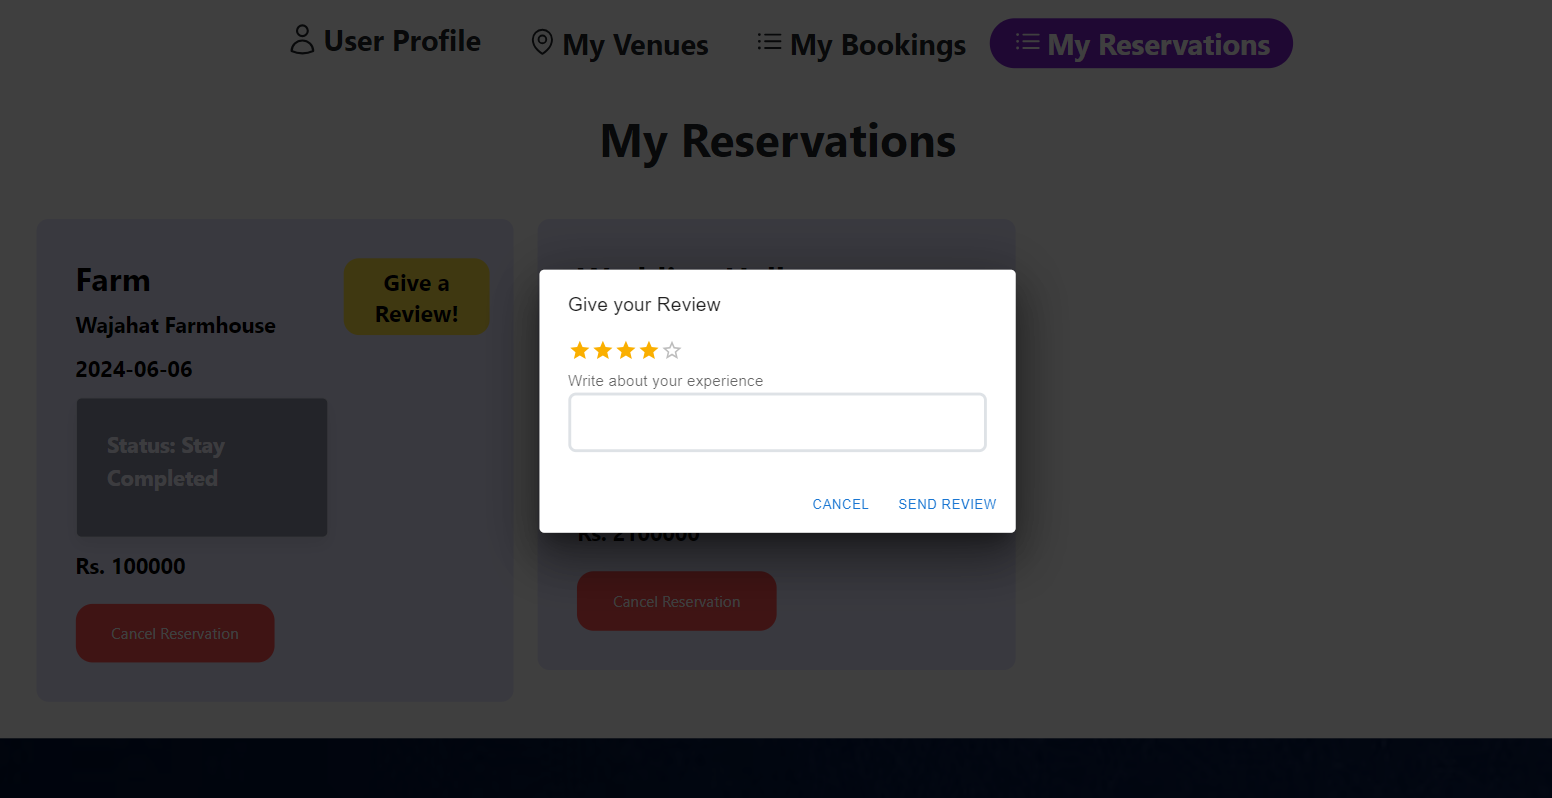 User Profile
My Venues
My Bookings
My Reservations
My Reservations
Farm
Give a
Review!
Wajahat Farmhouse
2024-06-06
Status: Stay
Completed
Rs. 100000
Cancel Reservation
Give your Review
Write about your experience
CANCEL
SEND REVIEW
Rs. 2100000
Cancel Reservation